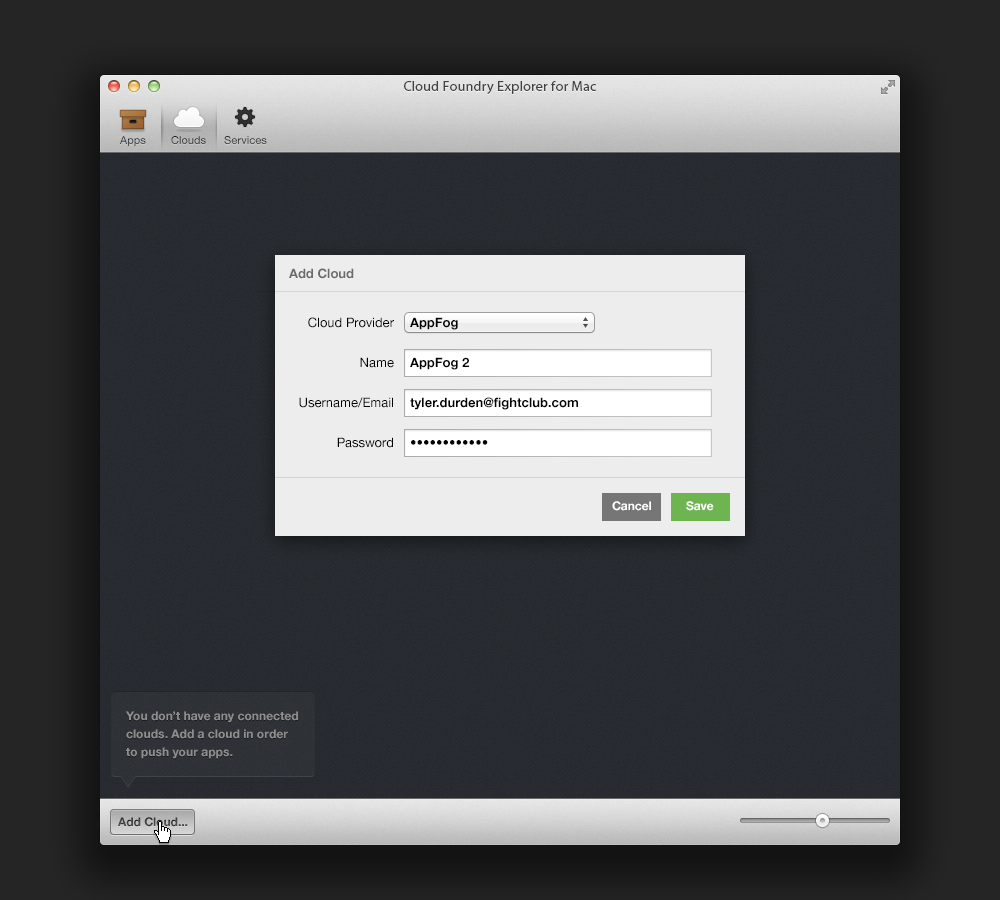 Cloud Foundry Explorer for Mac
Apps Clouds Services
Add Cloud
Cloud Provider AppFog
Name AppFog 2
Username/Email tyler.durden@fightclub.com
Password ••••••••••••
Cancel Save
You don't have any connected
clouds. Add a cloud in order
to push your apps.
Add Cloud...